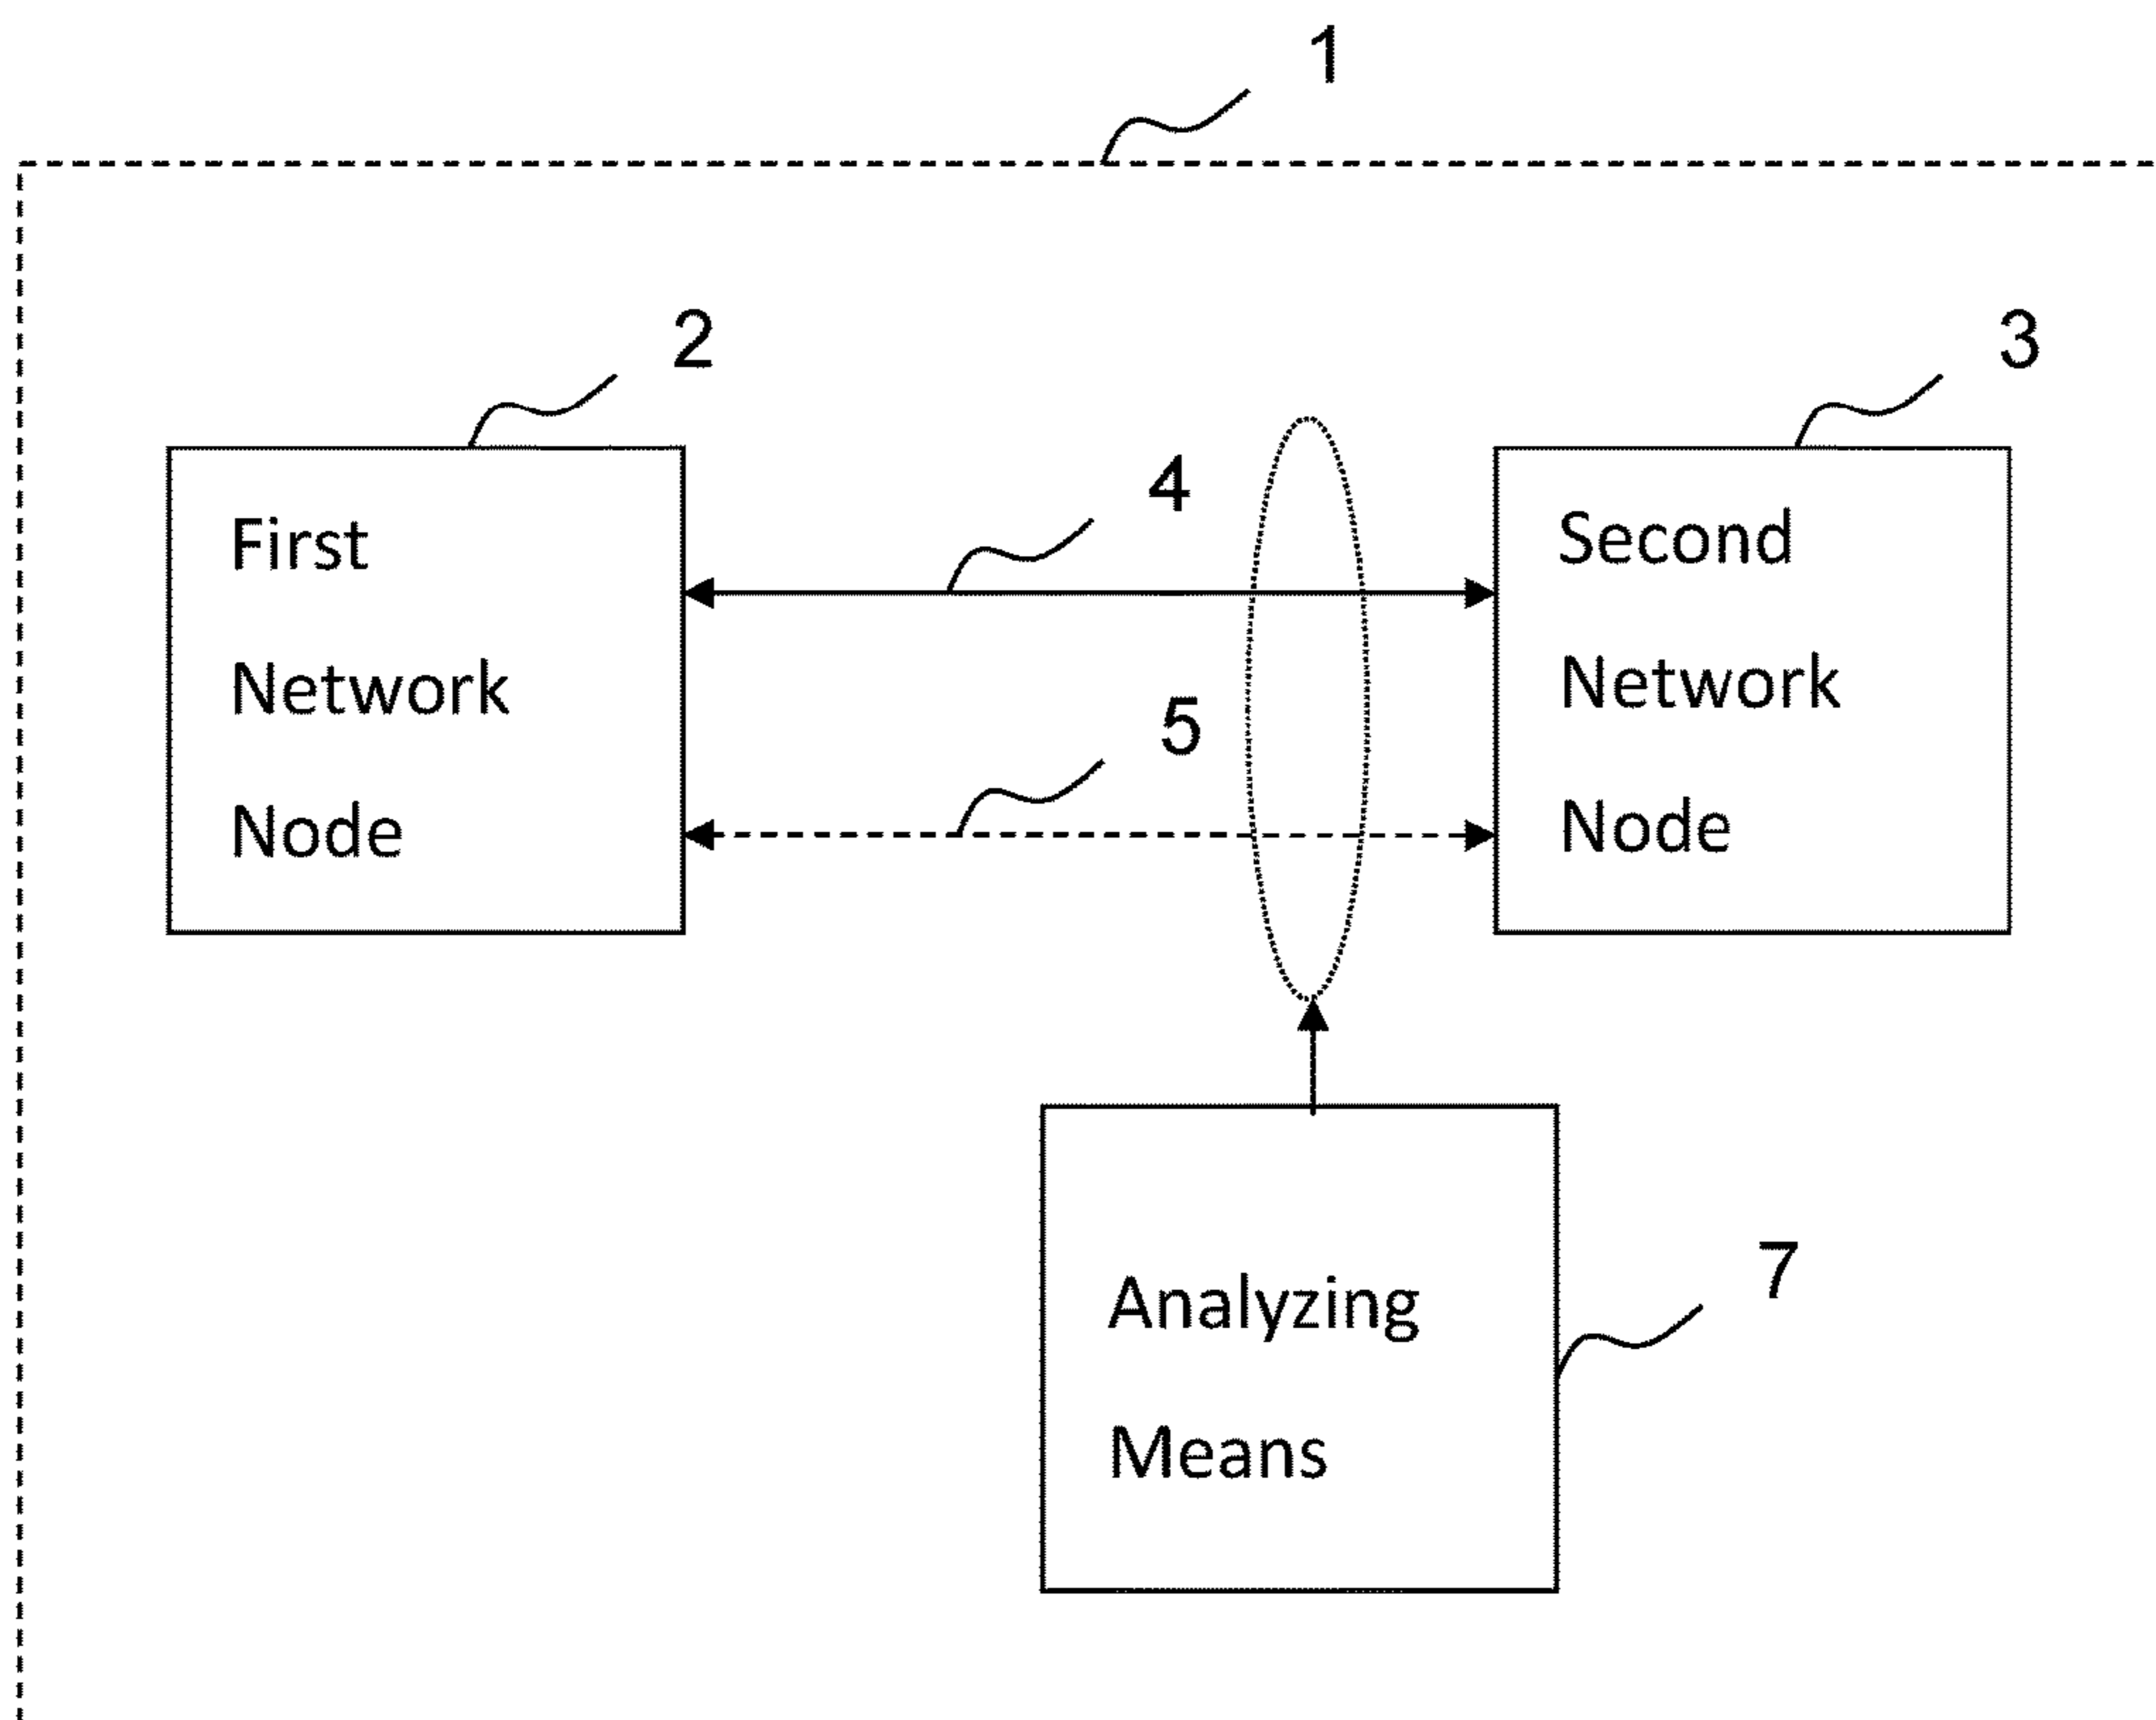 1
2
3
First
Network
Node
4
5
Second
Network
Node
Analyzing
Means
7